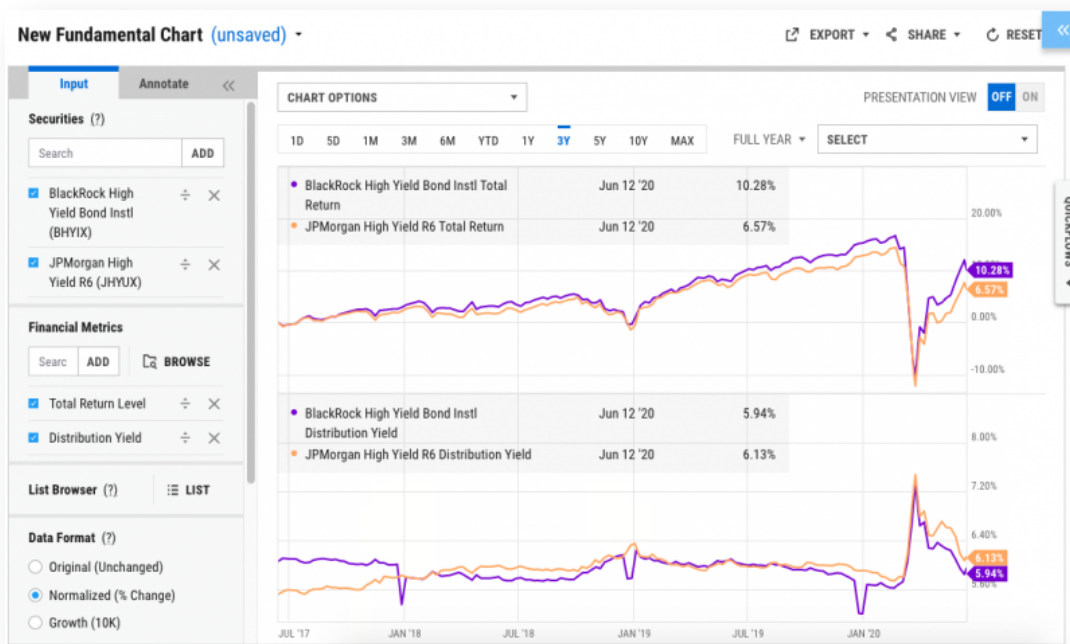 New Fundamental Chart (unsaved)
EXPORT SHARE RESET
Input Annotate
Securities (?)
Search ADD
BlackRock High
Yield Bond Instl
(BHYIX)
JPMorgan High
Yield R6 (JHYUX)
Financial Metrics
Searc ADD BROWSE
Total Return Level
Distribution Yield
List Browser (?) LIST
Data Format (?)
Original (Unchanged)
Normalized (% Change)
Growth (10K)
CHART OPTIONS
PRESENTATION VIEW OFF ON
1D 5D 1M 3M 6M YTD 1Y 3Y 5Y 10Y MAX FULL YEAR SELECT
BlackRock High Yield Bond Instl Total Jun 12 '20 10.28%
Return
JPMorgan High Yield R6 Total Return Jun 12 '20 6.57%
20.00%
10.28%
6.57%
0.00%
-10.00%
BlackRock High Yield Bond Instl Jun 12 '20 5.94%
Distribution Yield
JPMorgan High Yield R6 Distribution Yield Jun 12 '20 6.13%
8.00%
7.20%
6.40%
6.13%
5.94%
5.60%
JUL '17 JAN '18 JUL '18 JAN '19 JUL '19 JAN '20
QUICKFLOWS